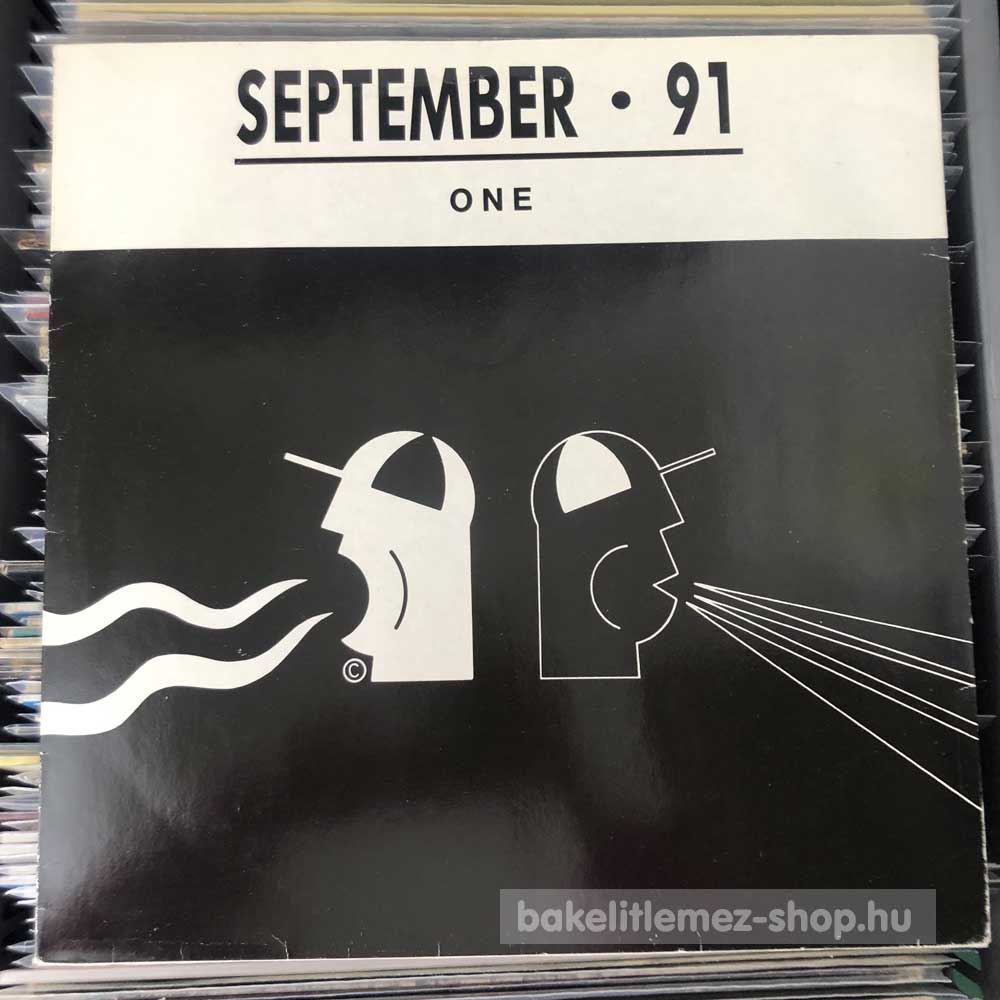 SEPTEMBER • 91
ONE
©
bakelitlemez-shop.hu